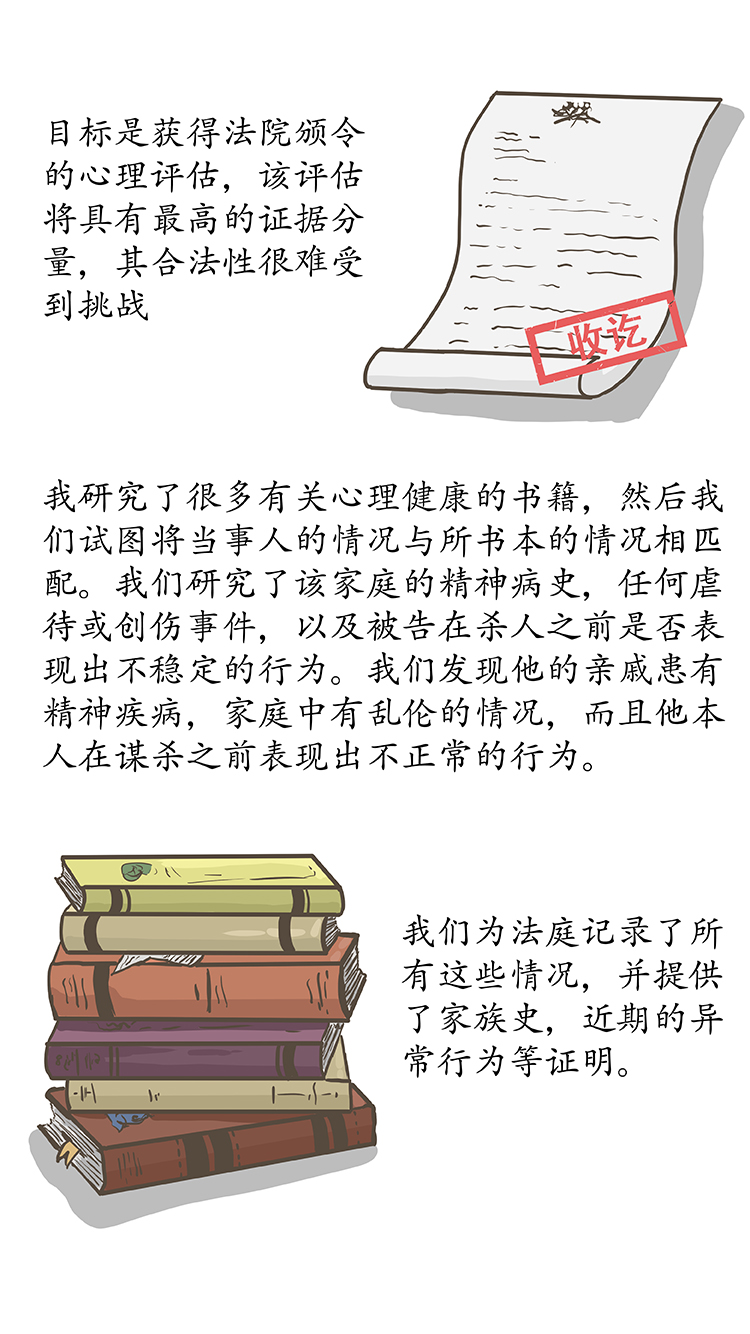 目标是获得法院颁令
的心理评估，该评估
将具有最高的证据分
量，其合法性很难受
到挑战
收讫
我研究了很多有关心理健康的书籍，然后我
们试图将当事人的情况与所书本的情况相匹
配。我们研究了该家庭的精神病史，任何虐
待或创伤事件，以及被告在杀人之前是否表
现出不稳定的行为。我们发现他的亲戚患有
精神疾病，家庭中有乱伦的情况，而且他本
人在谋杀之前表现出不正常的行为。
我们为法庭记录了所
有这些情况，并提供
了家族史，近期的异
常行为等证明。